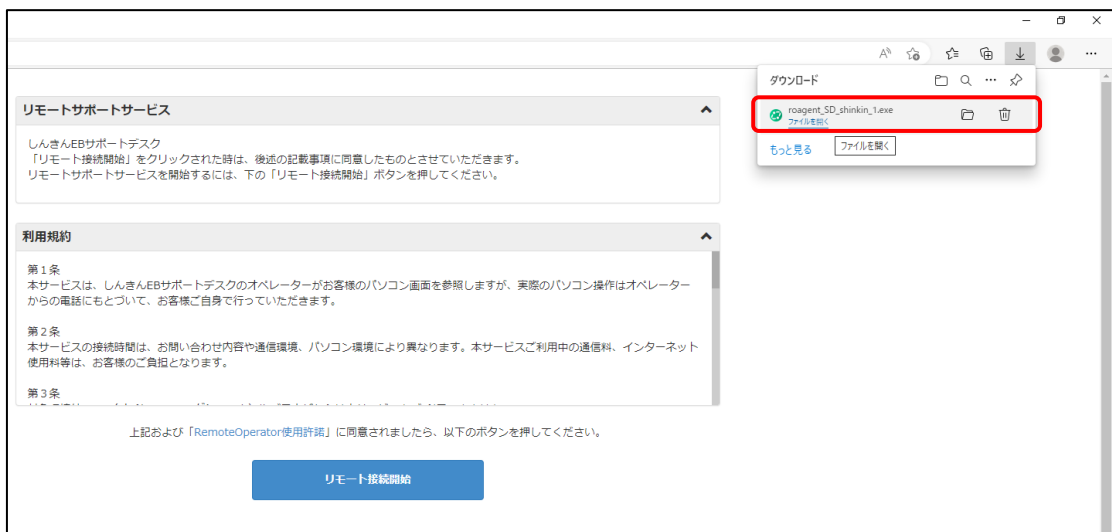 ダウンロード
roagent_SD_shinkin_1.exe
ファイルを開く
もっと見る
ファイルを開く
リモートサポートサービス
しんきんEBサポートデスク
「リモート接続開始」をクリックされた時は、後述の記載事項に同意したものとさせていただきます。
リモートサポートサービスを開始するには、下の「リモート接続開始」ボタンを押してください。
利用規約
第1条
本サービスは、しんきんEBサポートデスクのオペレーターがお客様のパソコン画面を参照しますが、実際のパソコン操作はオペレーター
からの電話にもとづいて、お客様ご自身で行っていただきます。
第2条
本サービスの接続時間は、お問い合わせ内容や通信環境、パソコン環境により異なります。本サービスご利用中の通信料、インターネット
使用料等は、お客様のご負担となります。
第3条
上記および「RemoteOperator使用許諾」に同意されましたら、以下のボタンを押してください。
リモート接続開始